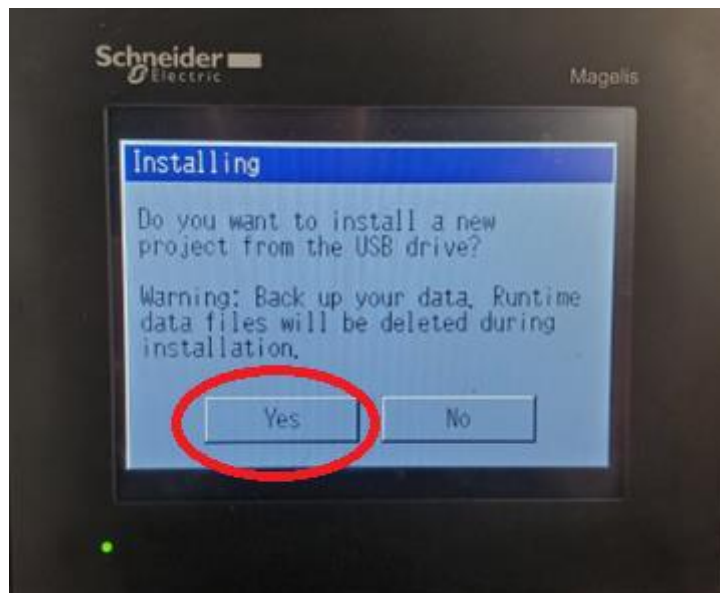 Schneider
Electric
Magelis
Installing
Do you want to install a new
project from the USB drive?
Warning: Back up your data. Runtime
data files will be deleted during
installation.
Yes
No